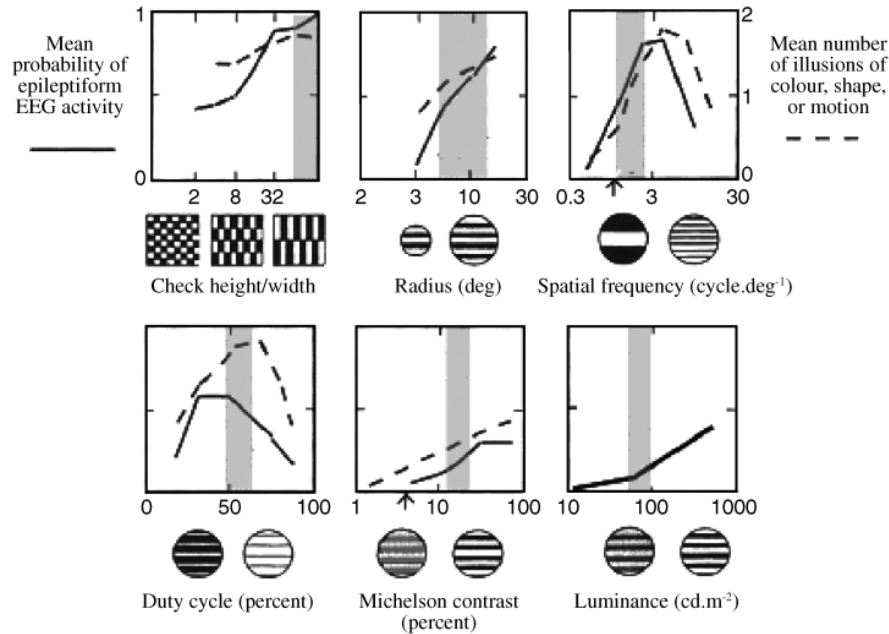 Mean
probability of
epileptiform
EEG activity
1
0
2 8 32
Check height/width
2 3 10 30
Radius (deg)
2
1
0
0.3 3 30
Spatial frequency (cycle.deg⁻¹)
Mean number
of illusions of
colour, shape,
or motion
0 50 100
Duty cycle (percent)
1 10 100
Michelson contrast
(percent)
10 100 1000
Luminance (cd.m⁻²)